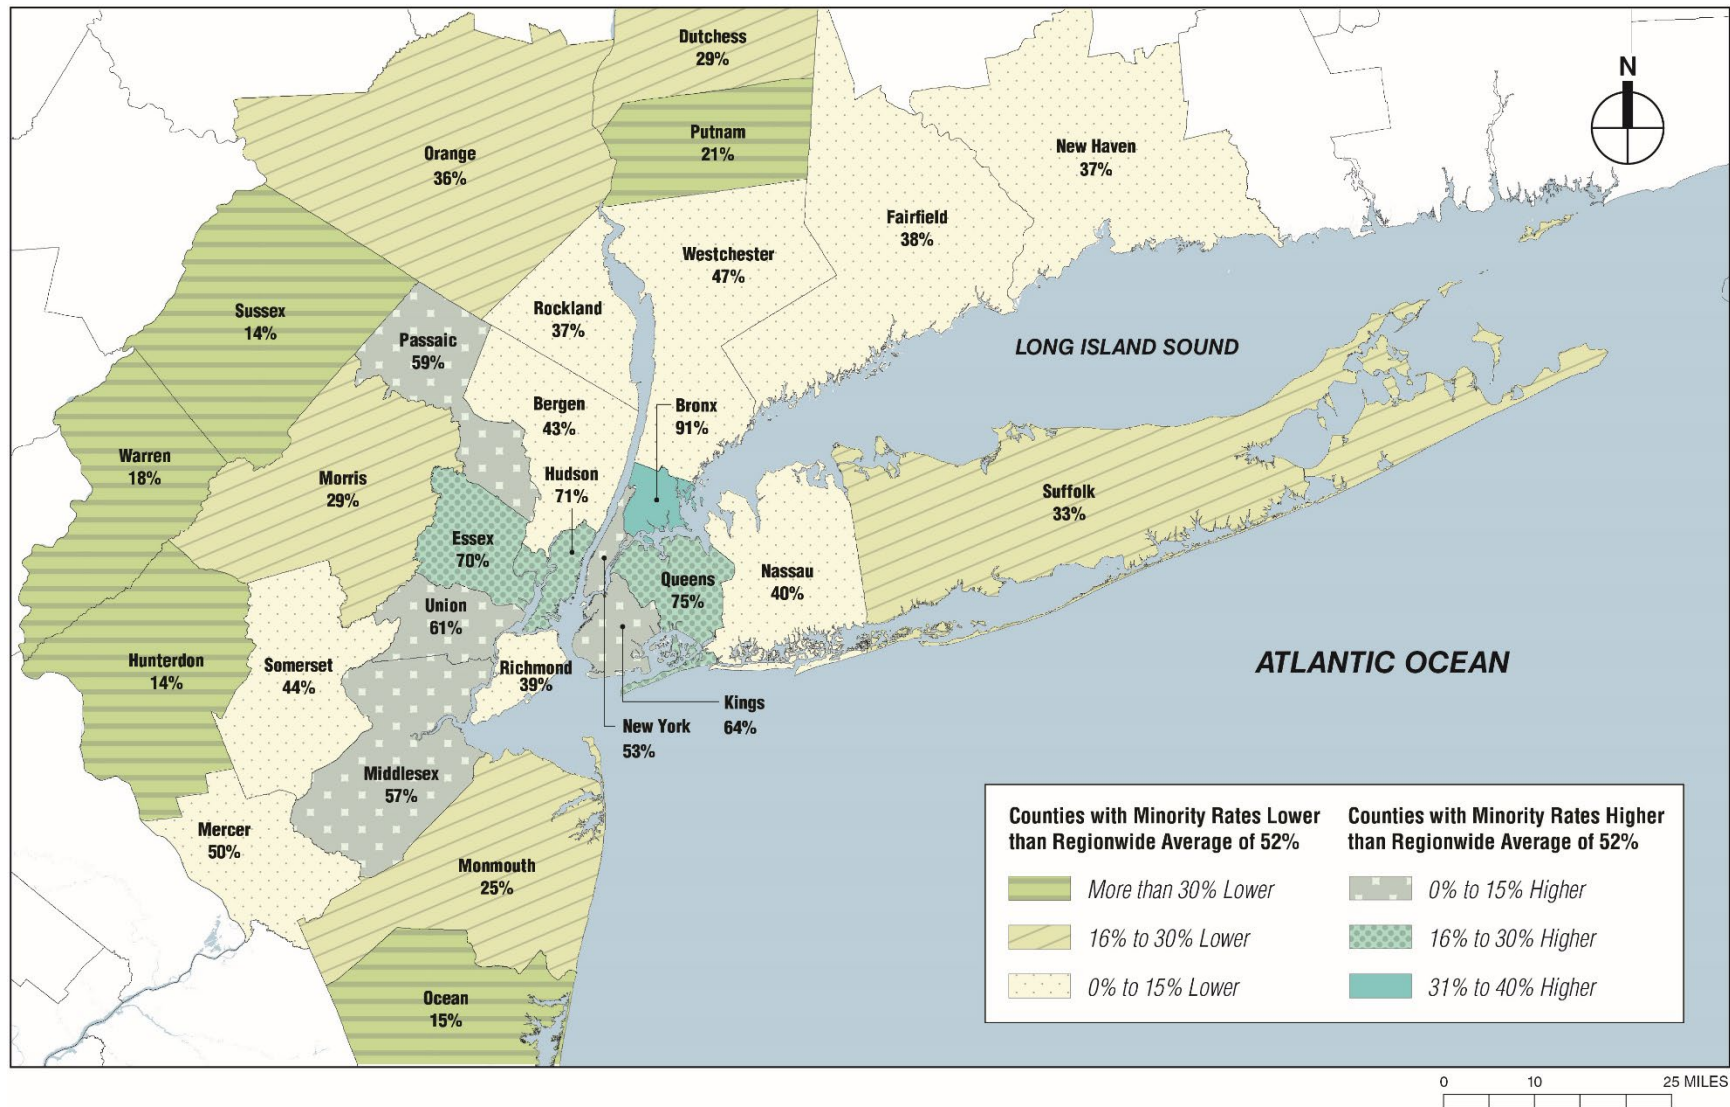 Dutchess
29%
N
Putnam
21%
Orange
36%
New Haven
37%
Fairfield
38%
Westchester
47%
Sussex
14%
Rockland
37%
Passaic
59%
LONG ISLAND SOUND
Bergen
43%
Bronx
91%
Warren
18%
Morris
29%
Hudson
71%
Suffolk
33%
Essex
70%
Queens
75%
Nassau
40%
Union
61%
Hunterdon
14%
Somerset
44%
Richmond
39%
ATLANTIC OCEAN
Kings
64%
New York
53%
Middlesex
57%
Mercer
50%
Monmouth
25%
Ocean
15%
Counties with Minority Rates Lower
than Regionwide Average of 52%
More than 30% Lower
16% to 30% Lower
0% to 15% Lower
Counties with Minority Rates Higher
than Regionwide Average of 52%
0% to 15% Higher
16% to 30% Higher
31% to 40% Higher
0 10 25 MILES